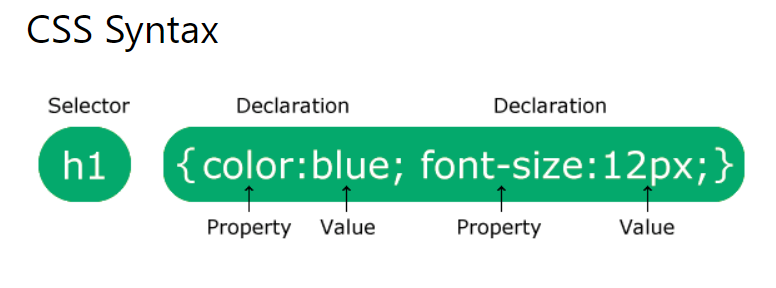 CSS Syntax
Selector Declaration Declaration
h1 {color:blue; font-size:12px;}
Property Value Property Value